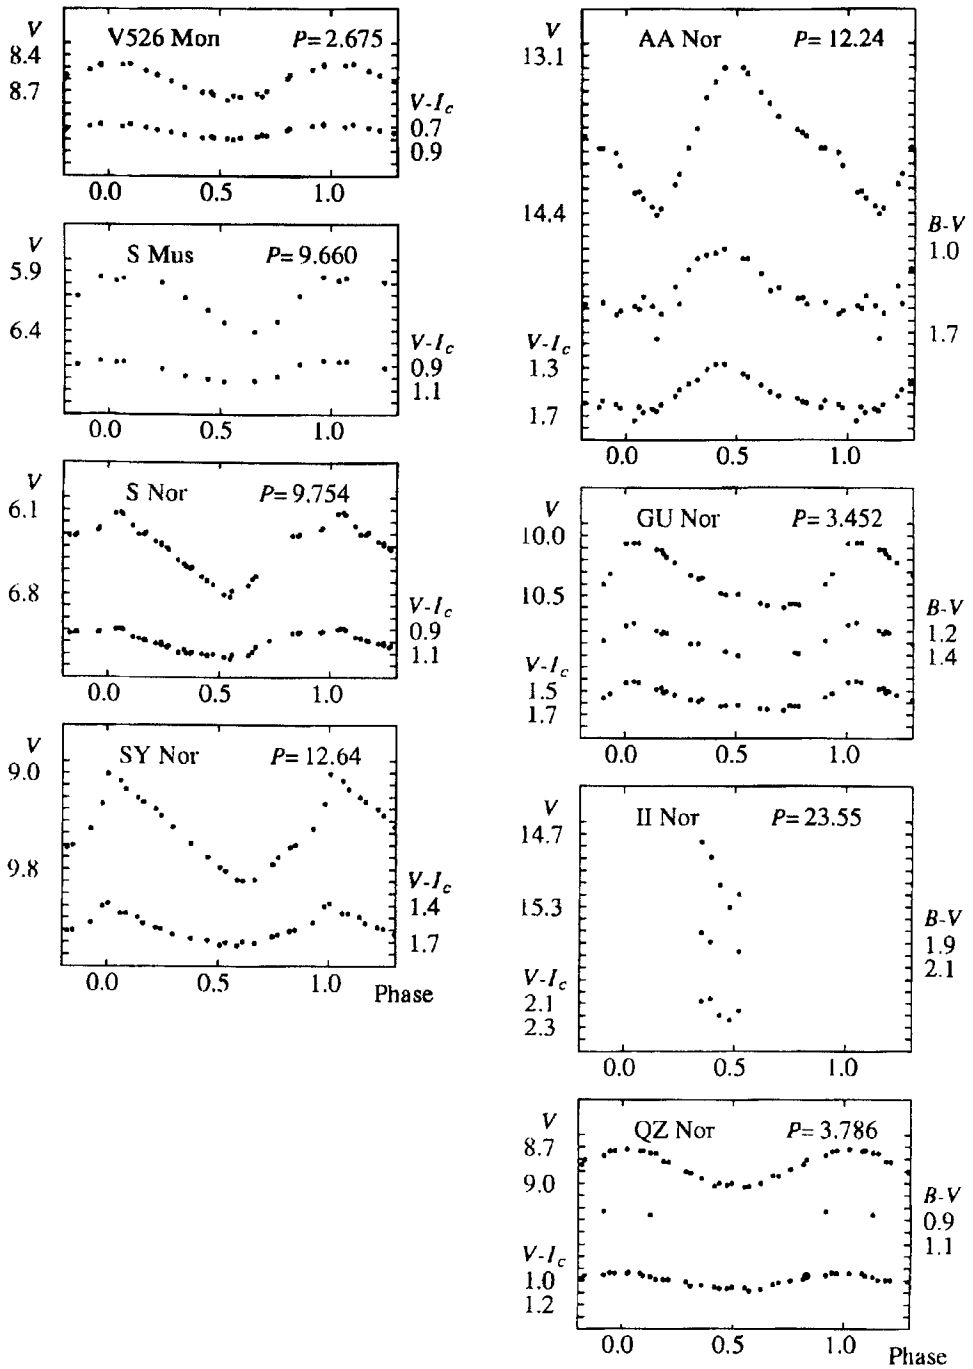 V526 Mon P=2.675
V
8.4
8.7
V-Ic
0.7
0.9
0.0 0.5 1.0
S Mus P=9.660
V
5.9
6.4
V-Ic
0.9
1.1
0.0 0.5 1.0
S Nor P=9.754
V
6.1
6.8
V-Ic
0.9
1.1
0.0 0.5 1.0
SY Nor P=12.64
V
9.0
9.8
V-Ic
1.4
1.7
0.0 0.5 1.0
Phase
AA Nor P=12.24
V
13.1
14.4
B-V
1.0
1.7
V-Ic
1.3
1.7
0.0 0.5 1.0
GU Nor P=3.452
V
10.0
10.5
B-V
1.2
1.4
V-Ic
1.5
1.7
0.0 0.5 1.0
II Nor P=23.55
V
14.7
15.3
B-V
1.9
2.1
V-Ic
2.1
2.3
0.0 0.5 1.0
QZ Nor P=3.786
V
8.7
9.0
B-V
0.9
1.1
V-Ic
1.0
1.2
0.0 0.5 1.0
Phase